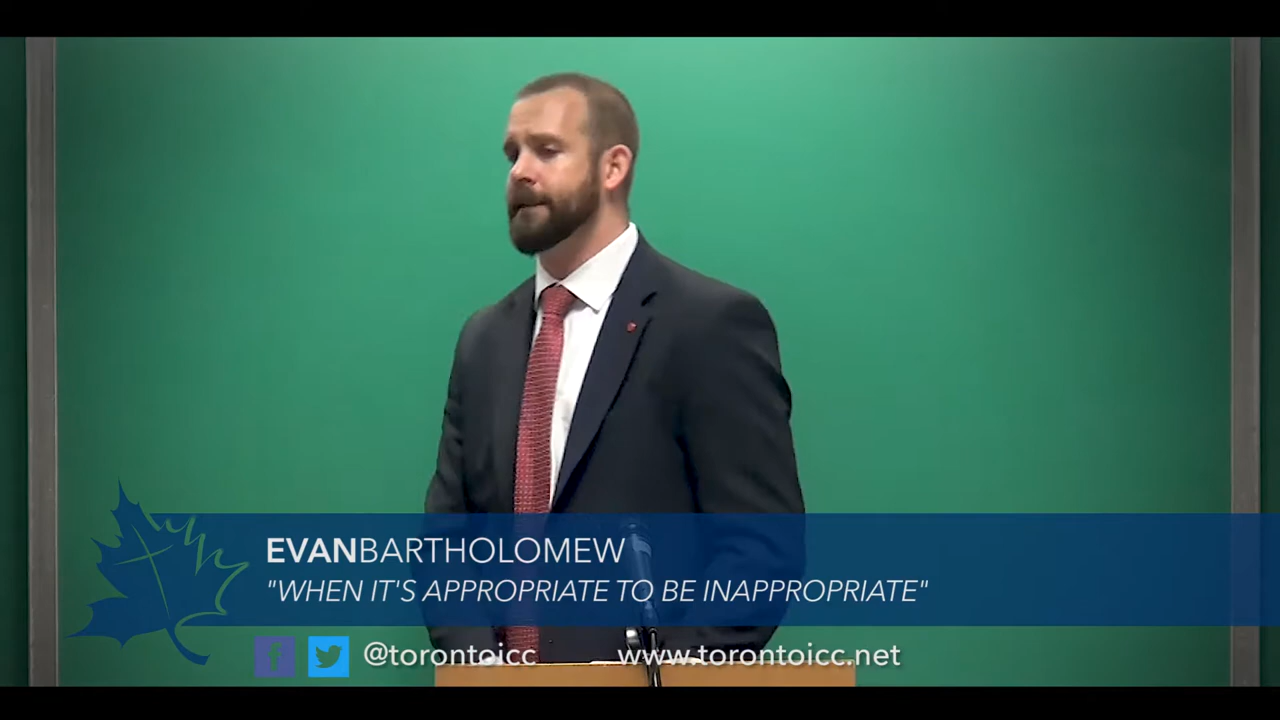 EVANBARTHOLOMEW
"WHEN IT'S APPROPRIATE TO BE INAPPROPRIATE"
f @torontoicc www.torontoicc.net